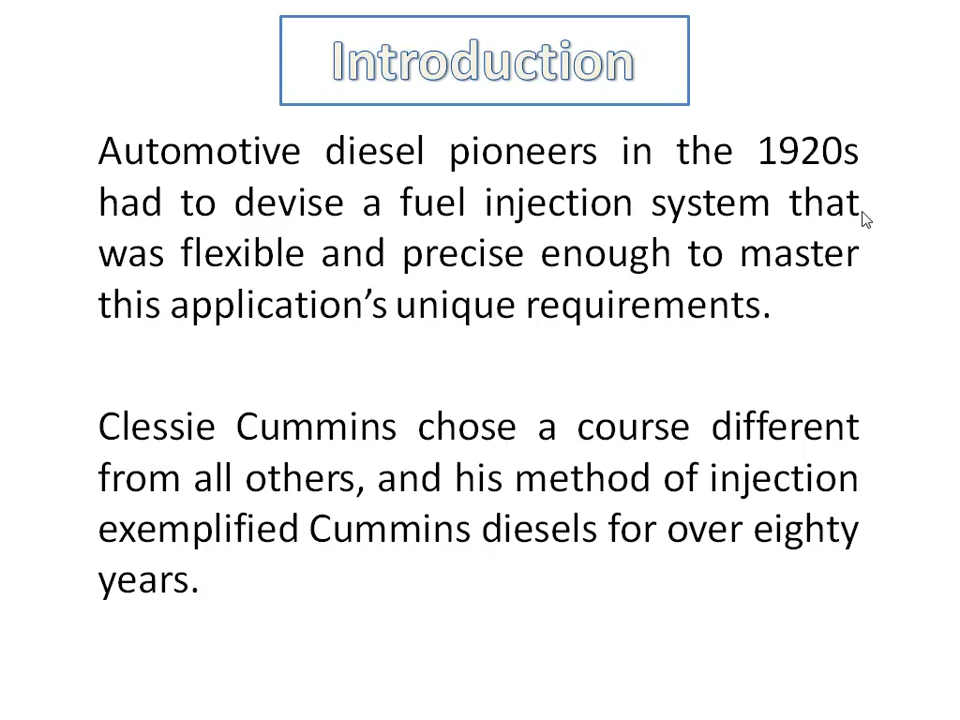 Introduction
Automotive diesel pioneers in the 1920s
had to devise a fuel injection system that
was flexible and precise enough to master
this application’s unique requirements.
Clessie Cummins chose a course different
from all others, and his method of injection
exemplified Cummins diesels for over eighty
years.